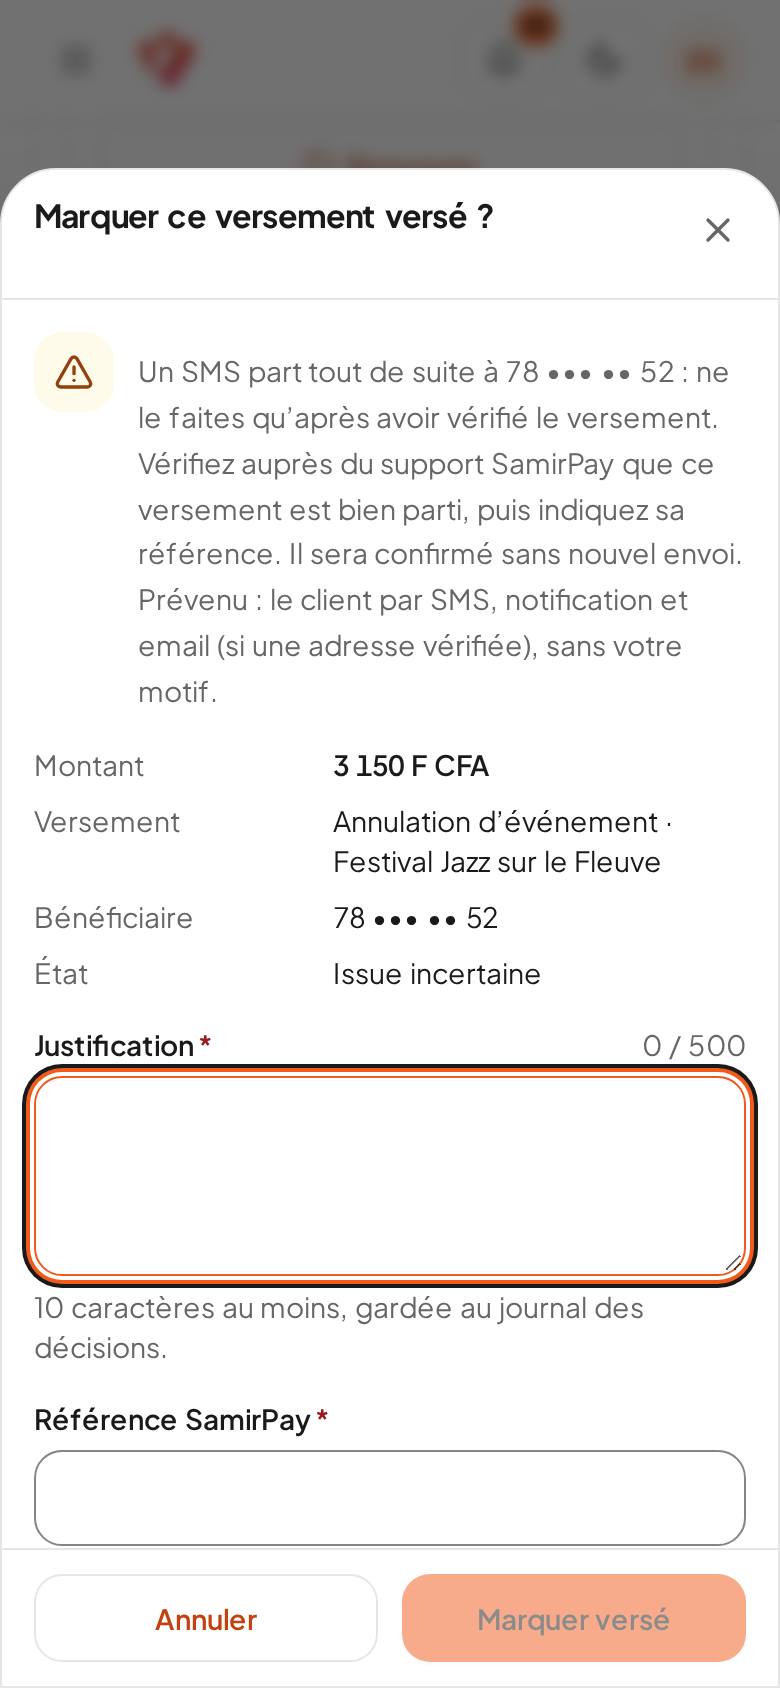 Marquer ce versement versé ?
Un SMS part tout de suite à 78 ••• •• 52 : ne
le faites qu’après avoir vérifié le versement.
Vérifiez auprès du support SamirPay que ce
versement est bien parti, puis indiquez sa
référence. Il sera confirmé sans nouvel envoi.
Prévenu : le client par SMS, notification et
email (si une adresse vérifiée), sans votre
motif.
Montant 3 150 F CFA
Versement Annulation d’événement ·
Festival Jazz sur le Fleuve
Bénéficiaire 78 ••• •• 52
État Issue incertaine
Justification * 0 / 500
10 caractères au moins, gardée au journal des
décisions.
Référence SamirPay *
Annuler Marquer versé